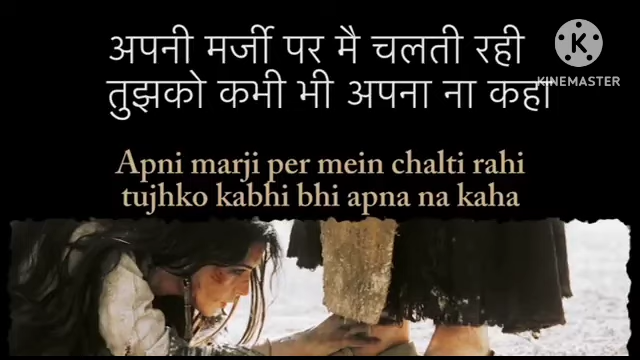 अपनी मर्जी पर मै चलती रही
तुझको कभी भी अपना ना कहा
K
KINEMASTER
Apni marji per mein chalti rahi
tujhko kabhi bhi apna na kaha